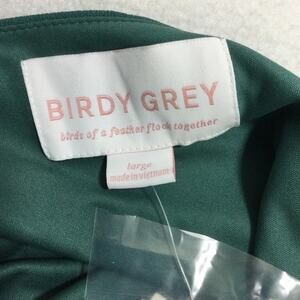 BIRDY GREY
birds of a feather flock together
large
made in vietnam